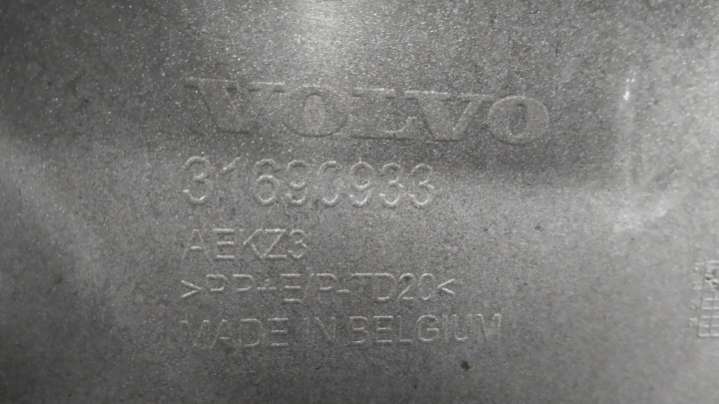 VOLVO
31690933
AEKZ3
>PP+E/P-TD20<
MADE IN BELGIUM